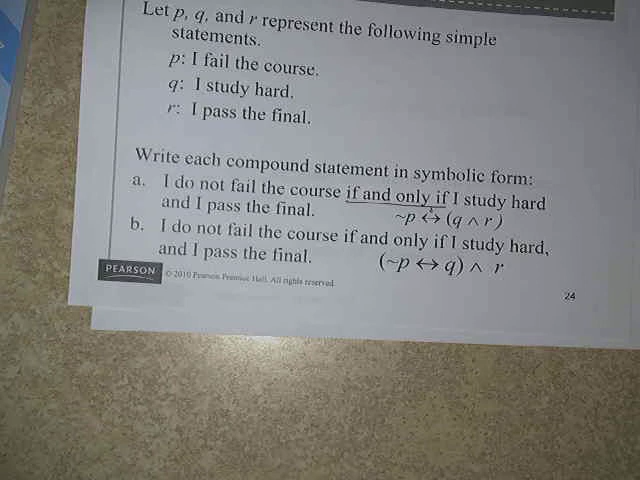 Let p, q, and r represent the following simple
statements.
p: I fail the course.
q: I study hard.
r: I pass the final.
Write each compound statement in symbolic form:
a. I do not fail the course if and only if I study hard
and I pass the final. ~p ↔ (q ∧ r)
b. I do not fail the course if and only if I study hard,
and I pass the final. (~p ↔ q) ∧ r
PEARSON © 2010 Pearson Prentice Hall. All rights reserved.
24